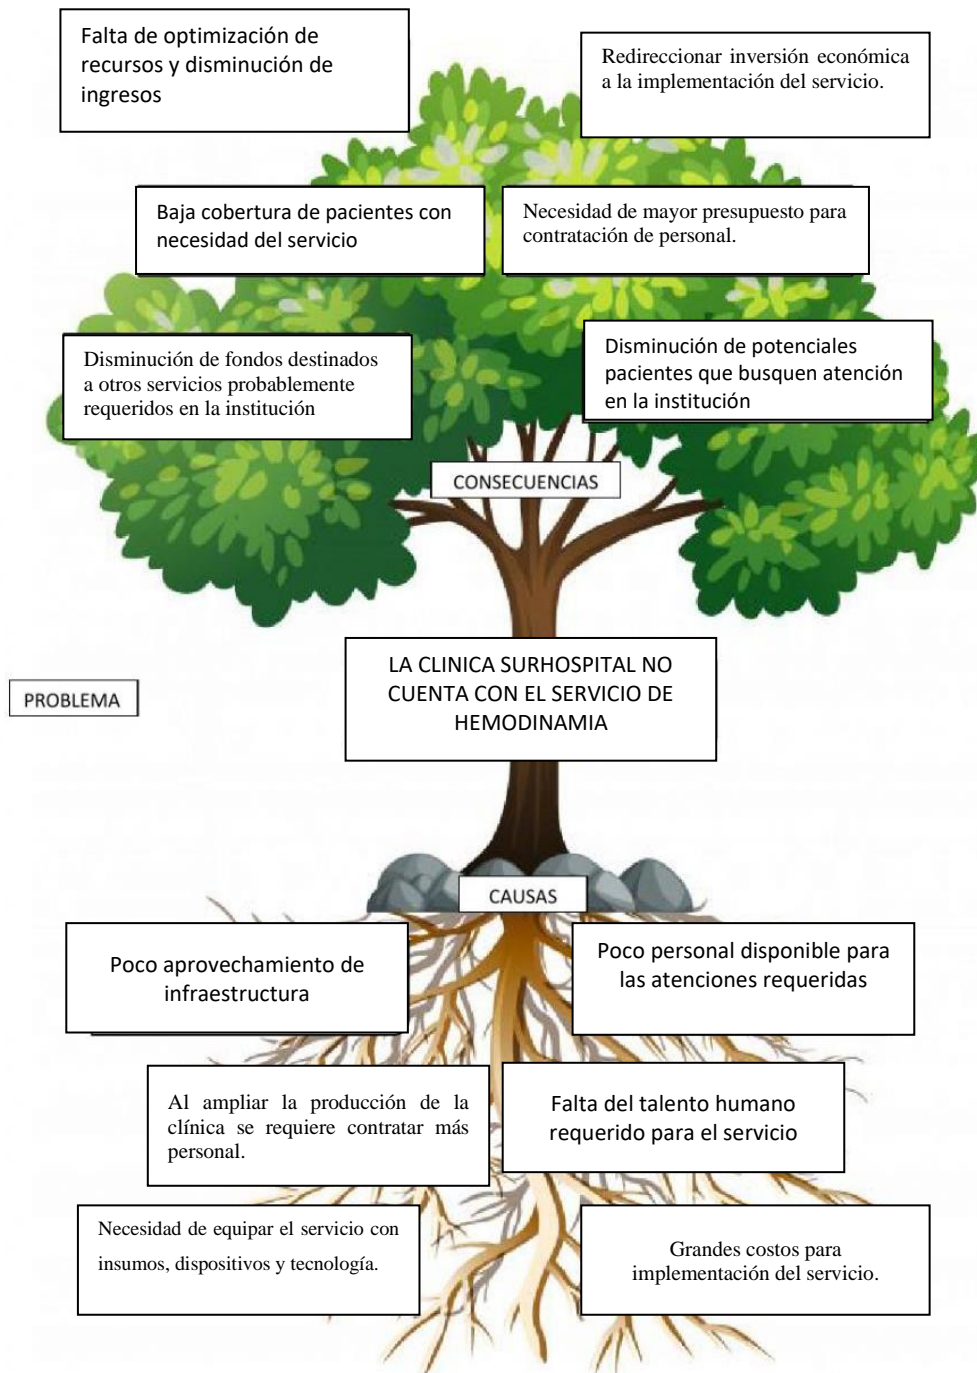 Falta de optimización de
recursos y disminución de
ingresos
Redireccionar inversión económica
a la implementación del servicio.
Baja cobertura de pacientes con
necesidad del servicio
Necesidad de mayor presupuesto para
contratación de personal.
Disminución de fondos destinados
a otros servicios probablemente
requeridos en la institución
Disminución de potenciales
pacientes que busquen atención
en la institución
CONSECUENCIAS
LA CLINICA SURHOSPITAL NO
CUENTA CON EL SERVICIO DE
HEMODINAMIA
PROBLEMA
CAUSAS
Poco aprovechamiento de
infraestructura
Poco personal disponible para
las atenciones requeridas
Al ampliar la producción de la
clínica se requiere contratar más
personal.
Falta del talento humano
requerido para el servicio
Necesidad de equipar el servicio con
insumos, dispositivos y tecnología.
Grandes costos para
implementación del servicio.